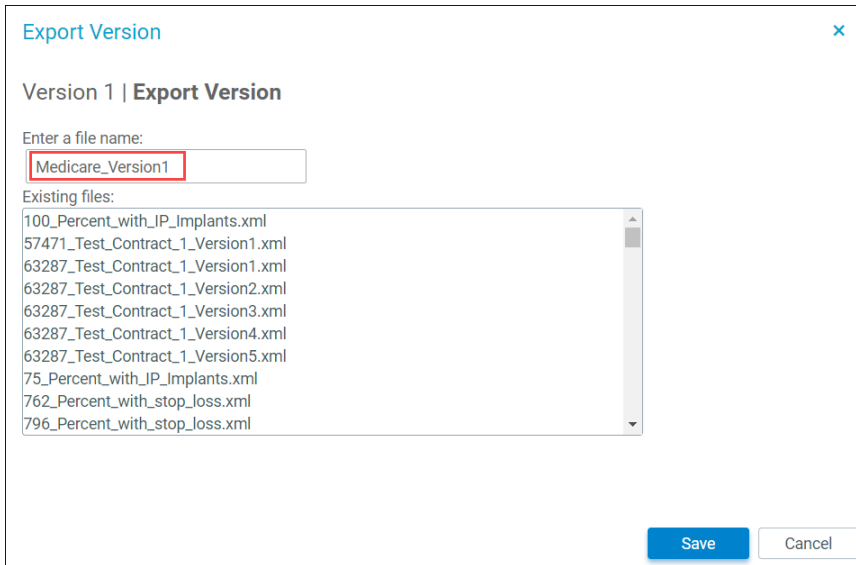 Export Version
×
Version 1 | Export Version
Enter a file name:
Medicare_Version1
Existing files:
100_Percent_with_IP_Implants.xml
57471_Test_Contract_1_Version1.xml
63287_Test_Contract_1_Version1.xml
63287_Test_Contract_1_Version2.xml
63287_Test_Contract_1_Version3.xml
63287_Test_Contract_1_Version4.xml
63287_Test_Contract_1_Version5.xml
75_Percent_with_IP_Implants.xml
762_Percent_with_stop_loss.xml
796_Percent_with_stop_loss.xml
Save Cancel